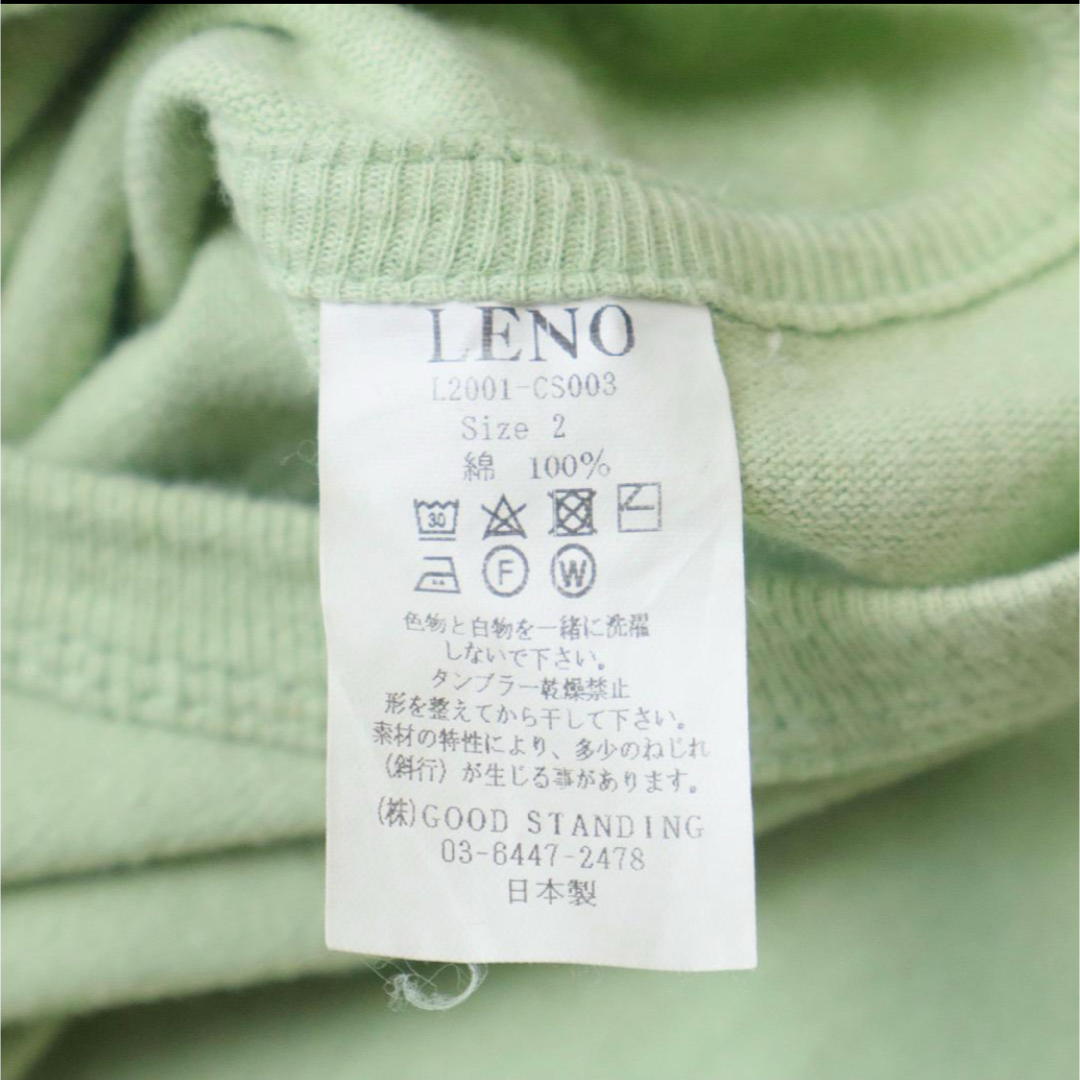 LENO
L2001-CS003
Size 2
綿 100%
30
F W
色物と白物を一緒に洗濯
しないで下さい。
タンブラー乾燥禁止
形を整えてから干して下さい。
素材の特性により、多少のねじれ
(斜行)が生じる事があります。
(株)GOOD STANDING
03-6447-2478
日本製